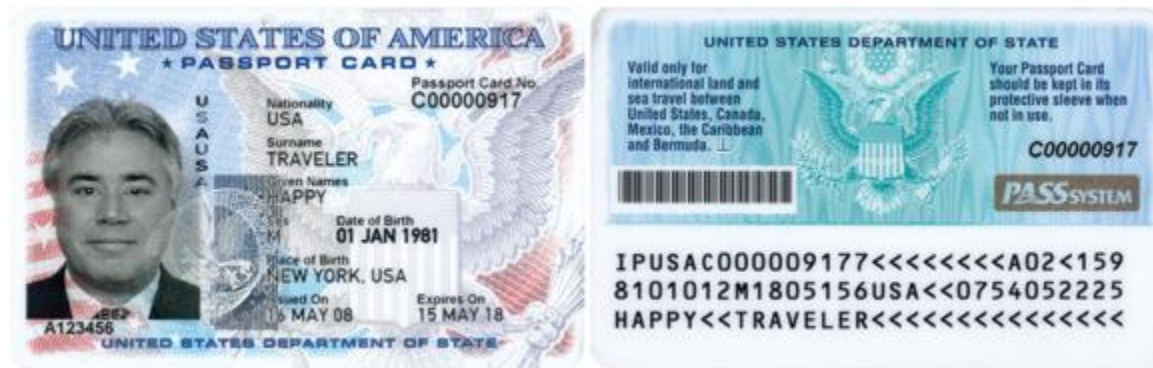 UNITED STATES OF AMERICA
★ PASSPORT CARD ★
Passport Card No.
C00000917
USAUSA
Nationality
USA
Surname
TRAVELER
Given Names
HAPPY
Sex
M
Date of Birth
01 JAN 1981
Place of Birth
NEW YORK, USA
Issued On
16 MAY 08
Expires On
15 MAY 18
A123456
UNITED STATES DEPARTMENT OF STATE
UNITED STATES DEPARTMENT OF STATE
Valid only for
international land and
sea travel between
United States, Canada,
Mexico, the Caribbean
and Bermuda.
Your Passport Card
should be kept in its
protective sleeve when
not in use.
C00000917
PASS SYSTEM
IPUSAC000009177<<<<<<<<A02<159
8101012M1805156USA<<0754052225
HAPPY<<TRAVELER<<<<<<<<<<<<<<<